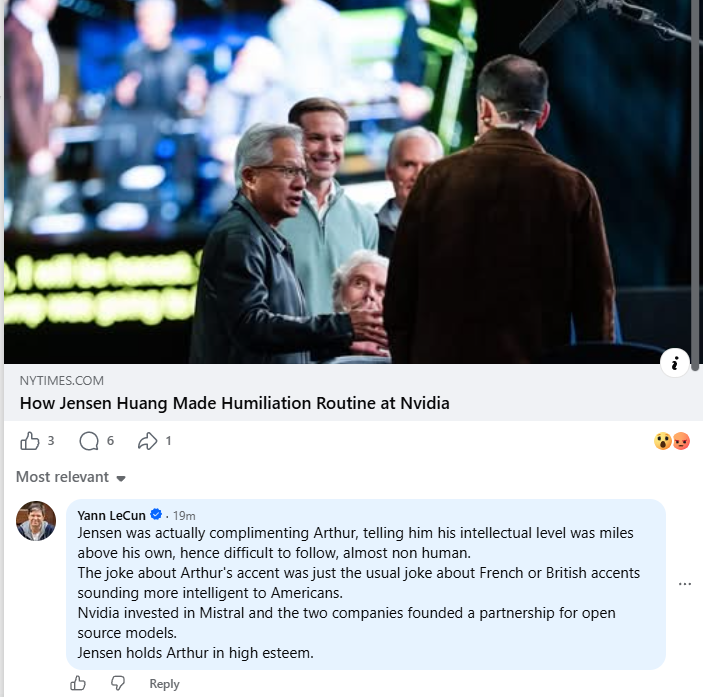 NYTIMES.COM
How Jensen Huang Made Humiliation Routine at Nvidia
3 6 1
Most relevant
Yann LeCun · 19m
Jensen was actually complimenting Arthur, telling him his intellectual level was miles
above his own, hence difficult to follow, almost non human.
The joke about Arthur's accent was just the usual joke about French or British accents
sounding more intelligent to Americans.
Nvidia invested in Mistral and the two companies founded a partnership for open
source models.
Jensen holds Arthur in high esteem.
Reply